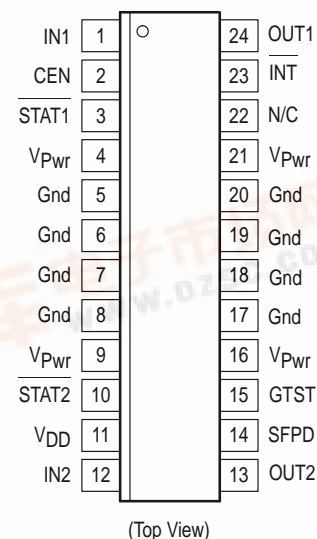 IN1 1 24 OUT1
CEN 2 23 INT
STAT1 3 22 N/C
VPwr 4 21 VPwr
Gnd 5 20 Gnd
Gnd 6 19 Gnd
Gnd 7 18 Gnd
Gnd 8 17 Gnd
VPwr 9 16 VPwr
STAT2 10 15 GTST
VDD 11 14 SFPD
IN2 12 13 OUT2
(Top View)